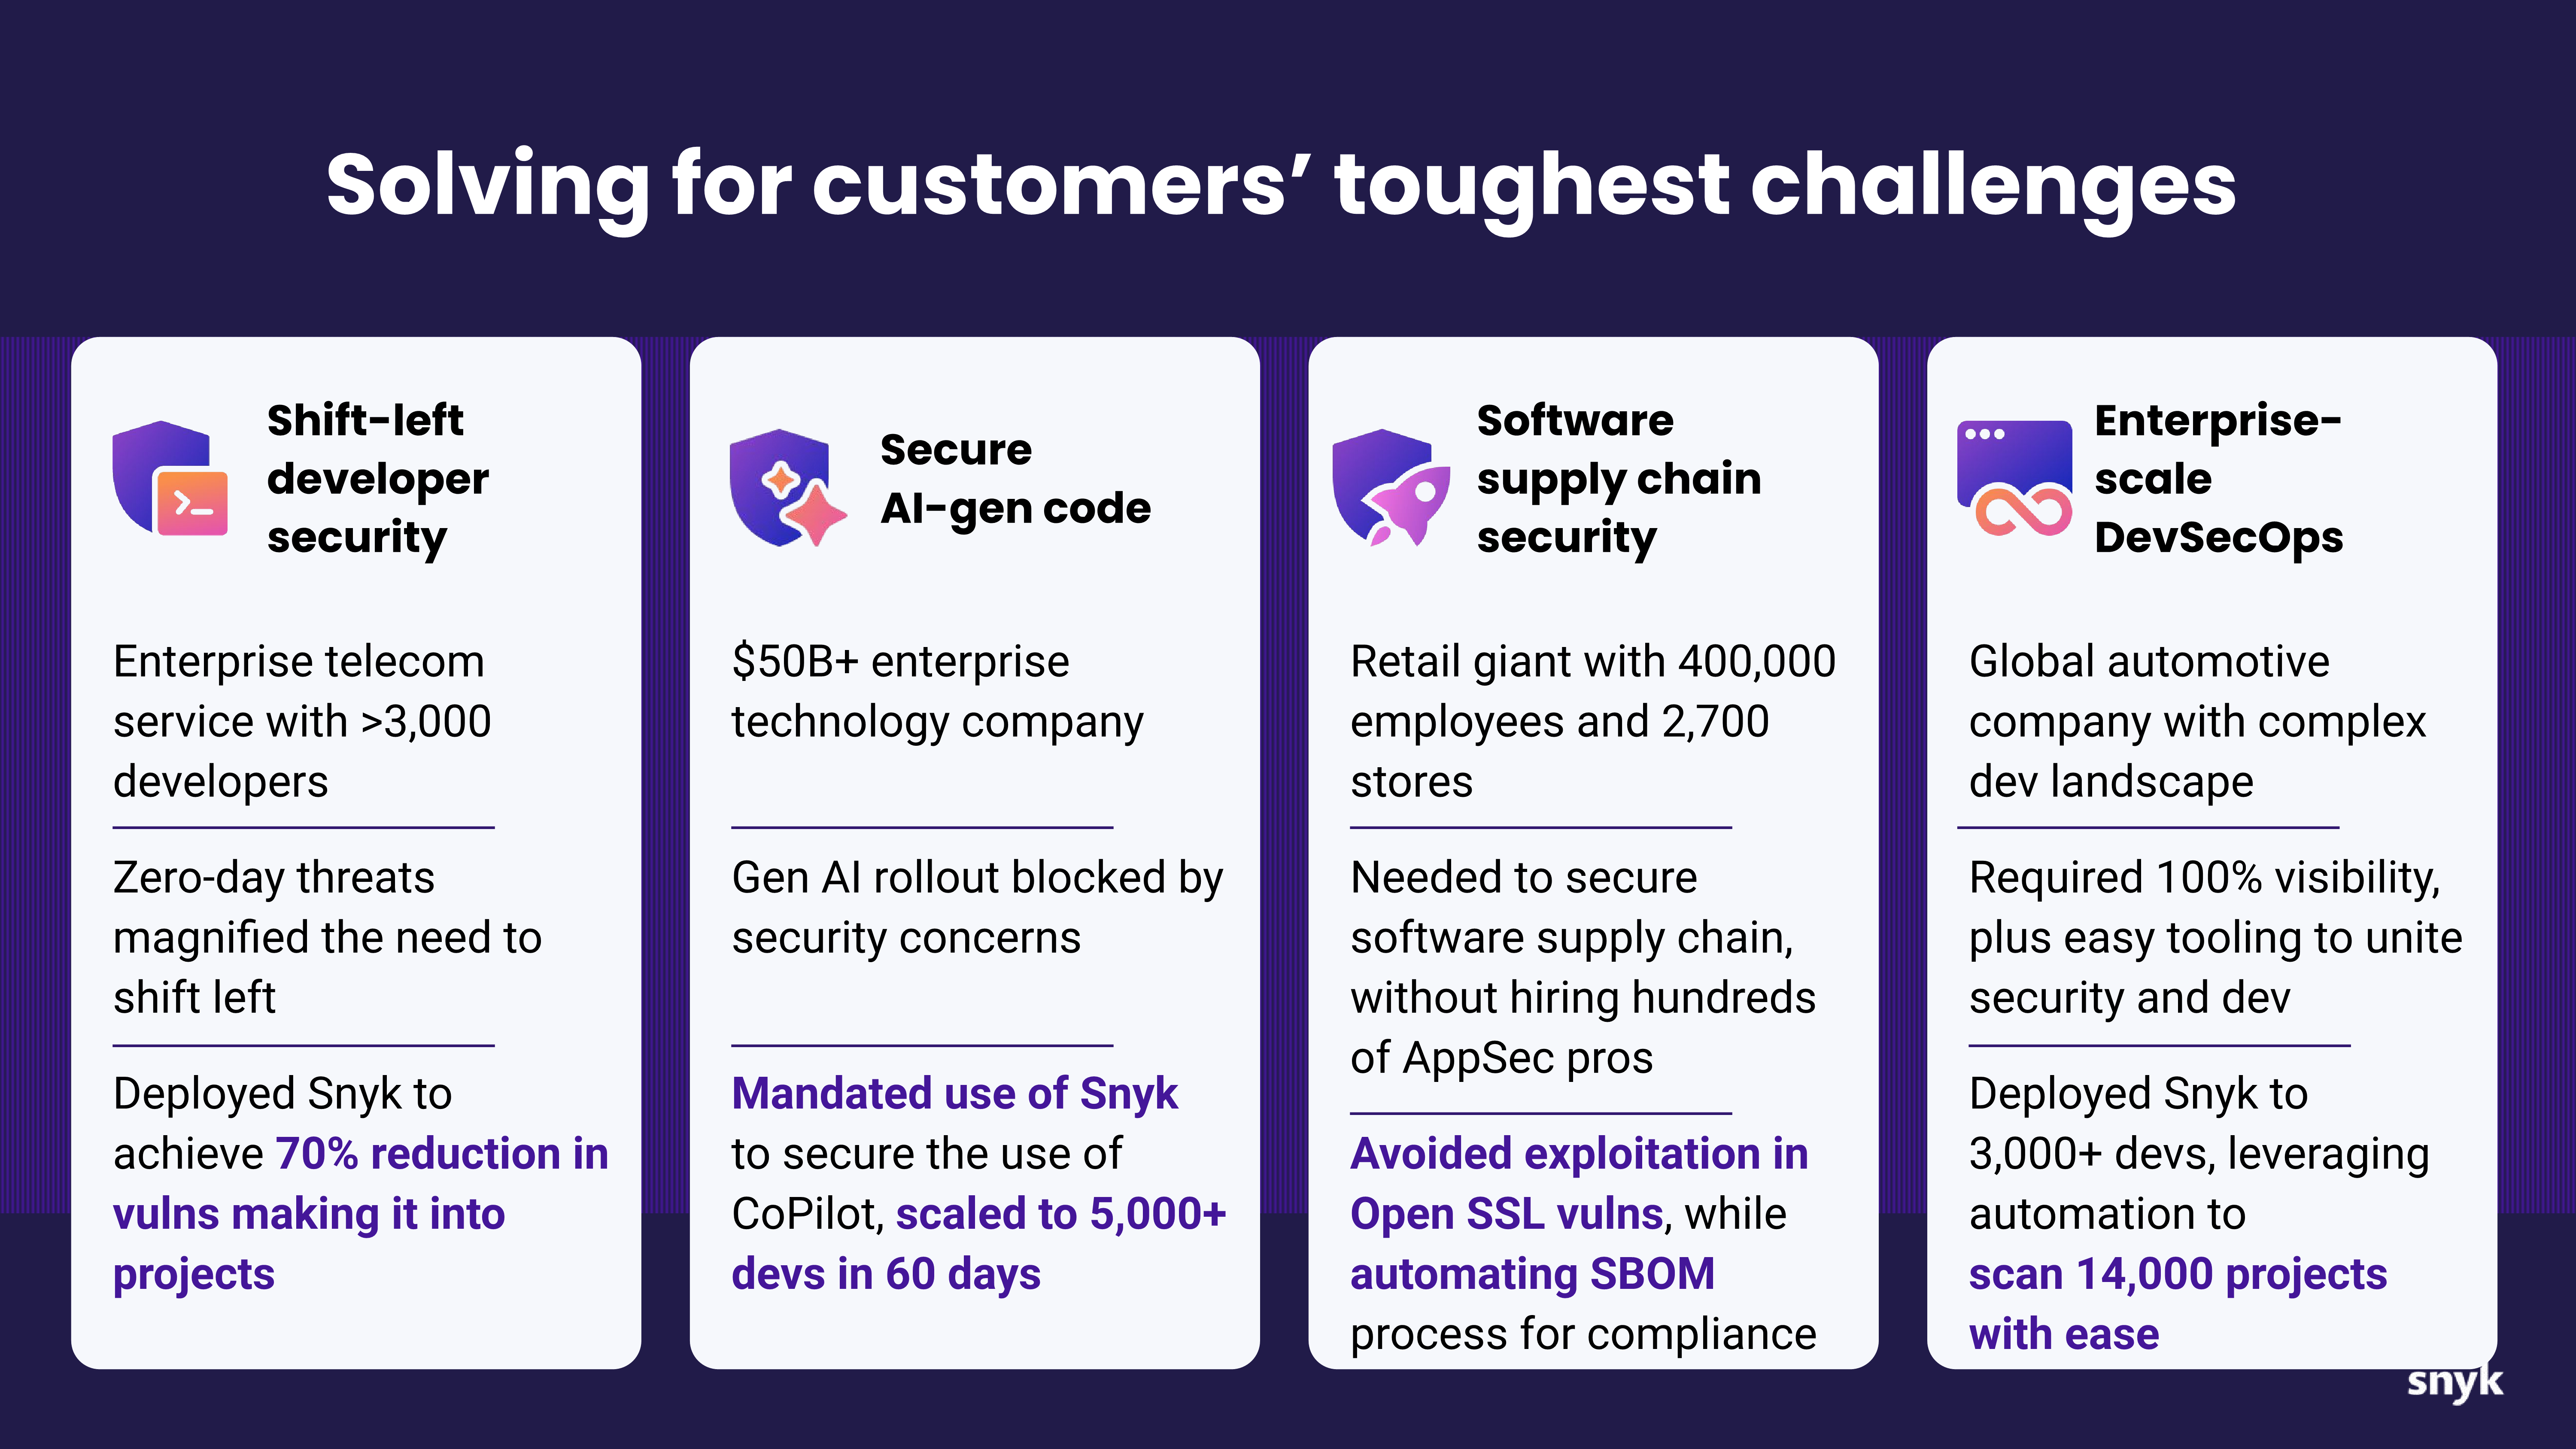 Solving for customers’ toughest challenges
Shift-left
developer
security
Enterprise telecom
service with >3,000
developers
Zero-day threats
magnified the need to
shift left
Deployed Snyk to
achieve 70% reduction in
vulns making it into
projects
Secure
AI-gen code
$50B+ enterprise
technology company
Gen AI rollout blocked by
security concerns
Mandated use of Snyk
to secure the use of
CoPilot, scaled to 5,000+
devs in 60 days
Software
supply chain
security
Retail giant with 400,000
employees and 2,700
stores
Needed to secure
software supply chain,
without hiring hundreds
of AppSec pros
Avoided exploitation in
Open SSL vulns, while
automating SBOM
process for compliance
Enterprise-
scale
DevSecOps
Global automotive
company with complex
dev landscape
Required 100% visibility,
plus easy tooling to unite
security and dev
Deployed Snyk to
3,000+ devs, leveraging
automation to
scan 14,000 projects
with ease
snyk